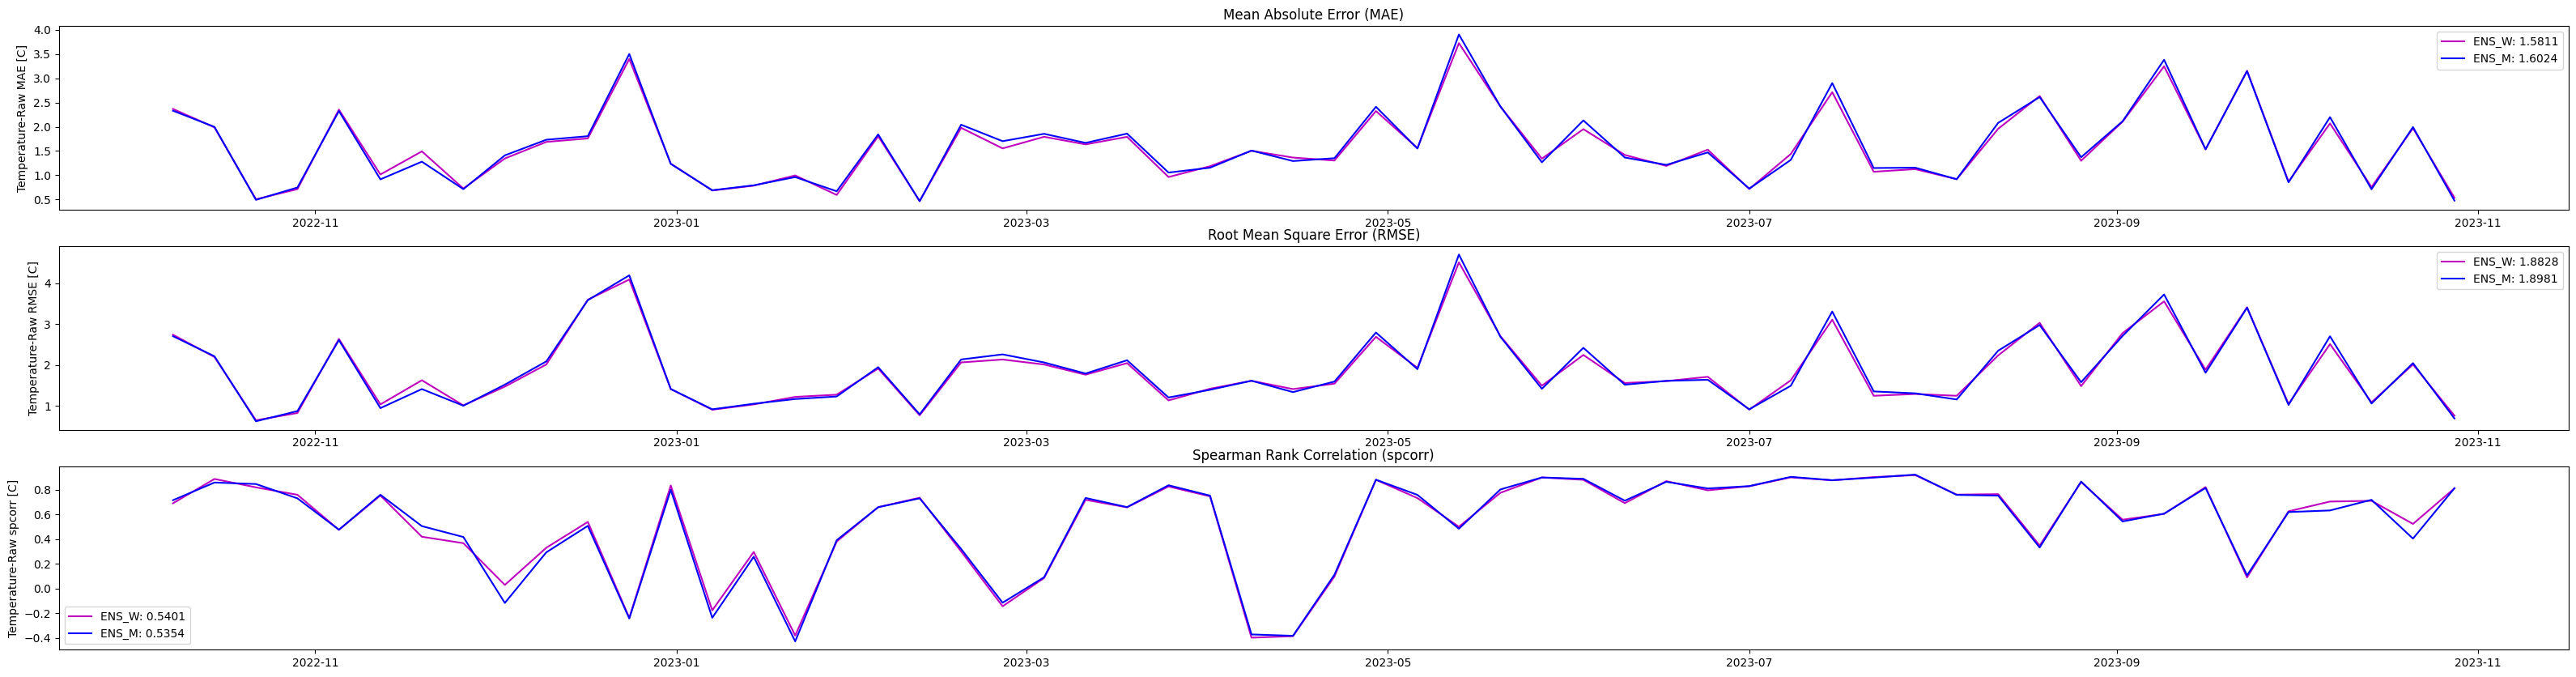 Mean Absolute Error (MAE)
Temperature-Raw MAE [C]
4.0
3.5
3.0
2.5
2.0
1.5
1.0
0.5
ENS_W: 1.5811
ENS_M: 1.6024
2022-11 2023-01 2023-03 2023-05 2023-07 2023-09 2023-11
Root Mean Square Error (RMSE)
Temperature-Raw RMSE [C]
4
3
2
1
ENS_W: 1.8828
ENS_M: 1.8981
2022-11 2023-01 2023-03 2023-05 2023-07 2023-09 2023-11
Spearman Rank Correlation (spcorr)
Temperature-Raw spcorr [C]
0.8
0.6
0.4
0.2
0.0
−0.2
−0.4
ENS_W: 0.5401
ENS_M: 0.5354
2022-11 2023-01 2023-03 2023-05 2023-07 2023-09 2023-11